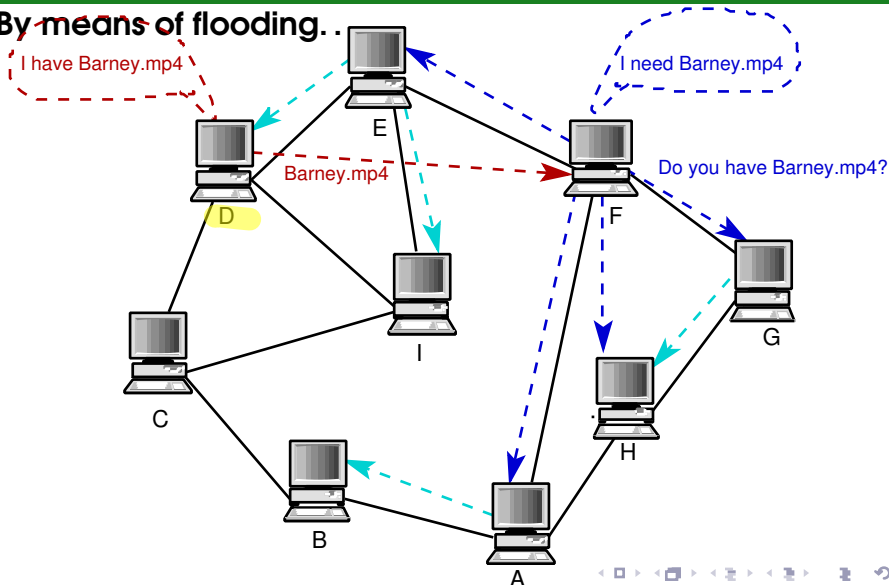 By means of flooding. .
I have Barney.mp4
I need Barney.mp4
E
Do you have Barney.mp4?
Barney.mp4
D
F
G
I
C
H
B
A